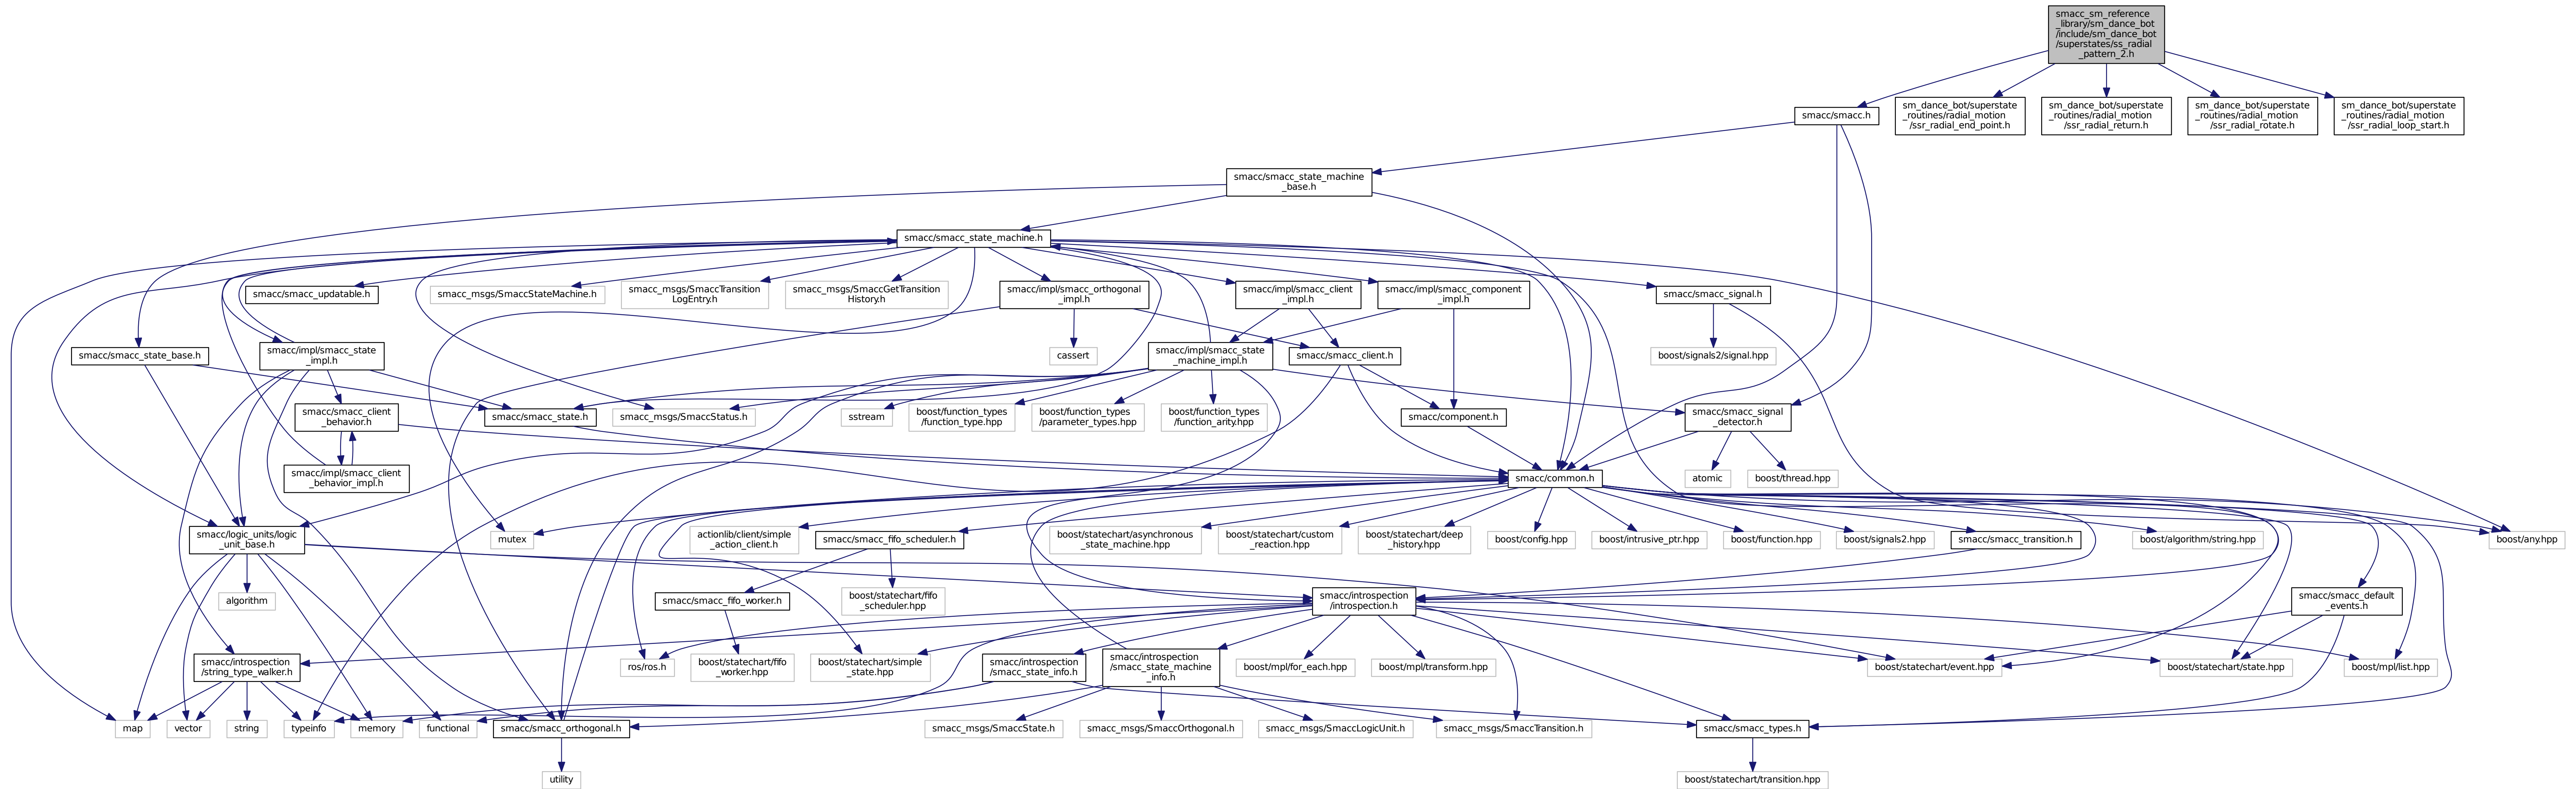 smacc_sm_reference
_library/sm_dance_bot
/include/sm_dance_bot
/superstates/ss_radial
_pattern_2.h
smacc/smacc.h
sm_dance_bot/superstate
_routines/radial_motion
/ssr_radial_end_point.h
sm_dance_bot/superstate
_routines/radial_motion
/ssr_radial_return.h
sm_dance_bot/superstate
_routines/radial_motion
/ssr_radial_rotate.h
sm_dance_bot/superstate
_routines/radial_motion
/ssr_radial_loop_start.h
smacc/smacc_state_machine
_base.h
smacc/smacc_state_machine.h
smacc/smacc_updatable.h
smacc_msgs/SmaccStateMachine.h
smacc_msgs/SmaccTransition
LogEntry.h
smacc_msgs/SmaccGetTransition
History.h
smacc/impl/smacc_orthogonal
_impl.h
smacc/impl/smacc_client
_impl.h
smacc/impl/smacc_component
_impl.h
smacc/smacc_signal.h
smacc/smacc_state_base.h
smacc/impl/smacc_state
_impl.h
cassert
smacc/impl/smacc_state
_machine_impl.h
smacc/smacc_client.h
boost/signals2/signal.hpp
smacc/smacc_client
_behavior.h
smacc/smacc_state.h
smacc_msgs/SmaccStatus.h
sstream
boost/function_types
/function_type.hpp
boost/function_types
/parameter_types.hpp
boost/function_types
/function_arity.hpp
smacc/component.h
smacc/smacc_signal
_detector.h
smacc/impl/smacc_client
_behavior_impl.h
smacc/common.h
atomic
boost/thread.hpp
smacc/logic_units/logic
_unit_base.h
mutex
actionlib/client/simple
_action_client.h
smacc/smacc_fifo_scheduler.h
boost/statechart/asynchronous
_state_machine.hpp
boost/statechart/custom
_reaction.hpp
boost/statechart/deep
_history.hpp
boost/config.hpp
boost/intrusive_ptr.hpp
boost/function.hpp
boost/signals2.hpp
smacc/smacc_transition.h
boost/algorithm/string.hpp
boost/any.hpp
algorithm
smacc/smacc_fifo_worker.h
boost/statechart/fifo
_scheduler.hpp
smacc/introspection
/introspection.h
smacc/smacc_default
_events.h
smacc/introspection
/string_type_walker.h
ros/ros.h
boost/statechart/fifo
_worker.hpp
boost/statechart/simple
_state.hpp
smacc/introspection
/smacc_state_info.h
smacc/introspection
/smacc_state_machine
_info.h
boost/mpl/for_each.hpp
boost/mpl/transform.hpp
boost/statechart/event.hpp
boost/statechart/state.hpp
boost/mpl/list.hpp
map
vector
string
typeinfo
memory
functional
smacc/smacc_orthogonal.h
smacc_msgs/SmaccState.h
smacc_msgs/SmaccOrthogonal.h
smacc_msgs/SmaccLogicUnit.h
smacc_msgs/SmaccTransition.h
smacc/smacc_types.h
utility
boost/statechart/transition.hpp